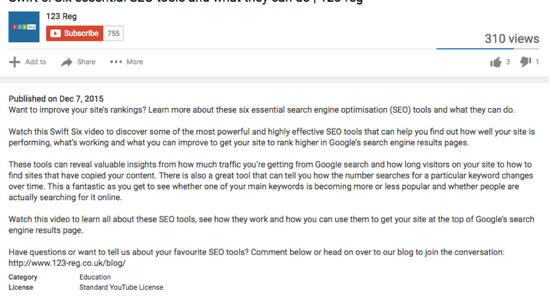 Swift 6: Six essential SEO tools and what they can do | 123 reg
123 Reg
Subscribe 755
310 views
Add to Share More 3 1
Published on Dec 7, 2015
Want to improve your site's rankings? Learn more about these six essential search engine optimisation (SEO) tools and what they can do.
Watch this Swift Six video to discover some of the most powerful and highly effective SEO tools that can help you find out how well your site is
performing, what's working and what you can improve to get your site to rank higher in Google's search engine results pages.
These tools can reveal valuable insights from how much traffic you're getting from Google search and how long visitors on your site to how to
find sites that have copied your content. There is also a great tool that can tell you how the number searches for a particular keyword changes
over time. This a fantastic as you get to see whether one of your main keywords is becoming more or less popular and whether people are
actually searching for it online.
Watch this video to learn all about these SEO tools, see how they work and how you can use them to get your site at the top of Google's search
engine results page.
Have questions or want to tell us about your favourite SEO tools? Comment below or head on over to our blog to join the conversation:
http://www.123-reg.co.uk/blog/
Category Education
License Standard YouTube License